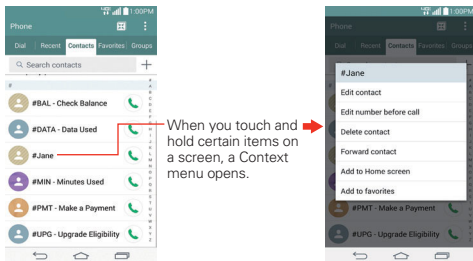 1:00PM
Phone
Dial Recent Contacts Favorites Groups
Search contacts
#
#BAL - Check Balance
#DATA - Data Used
#Jane
#MIN - Minutes Used
#PMT - Make a Payment
#UPG - Upgrade Eligibility
When you touch and
hold certain items on
a screen, a Context
menu opens.
1:00PM
Phone
Dial Recent Contacts Favorites Groups
#Jane
Edit contact
Edit number before call
Delete contact
Forward contact
Add to Home screen
Add to favorites
#PMT - Make a Payment
#UPG - Upgrade Eligibility